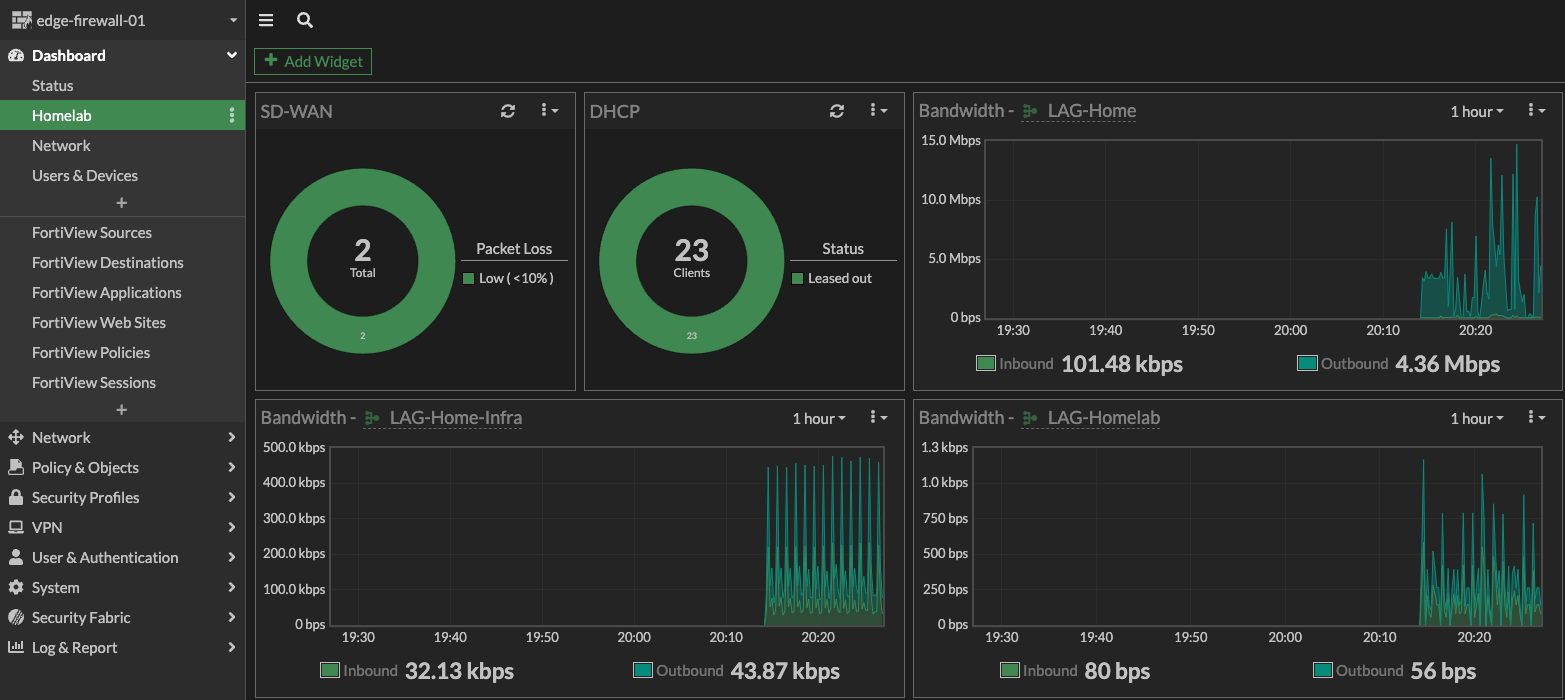 edge-firewall-01
Dashboard
Status
Homelab
Network
Users & Devices
+
FortiView Sources
FortiView Destinations
FortiView Applications
FortiView Web Sites
FortiView Policies
FortiView Sessions
+
Network
Policy & Objects
Security Profiles
VPN
User & Authentication
System
Security Fabric
Log & Report
+ Add Widget
SD-WAN
2
Total
2
Packet Loss
Low ( <10% )
DHCP
23
Clients
23
Status
Leased out
Bandwidth - LAG-Home
1 hour
15.0 Mbps
10.0 Mbps
5.0 Mbps
0 bps
19:30 19:40 19:50 20:00 20:10 20:20
Inbound 101.48 kbps Outbound 4.36 Mbps
Bandwidth - LAG-Home-Infra
1 hour
500.0 kbps
400.0 kbps
300.0 kbps
200.0 kbps
100.0 kbps
0 bps
19:30 19:40 19:50 20:00 20:10 20:20
Inbound 32.13 kbps Outbound 43.87 kbps
Bandwidth - LAG-Homelab
1 hour
1.3 kbps
1.0 kbps
750 bps
500 bps
250 bps
0 bps
19:30 19:40 19:50 20:00 20:10 20:20
Inbound 80 bps Outbound 56 bps